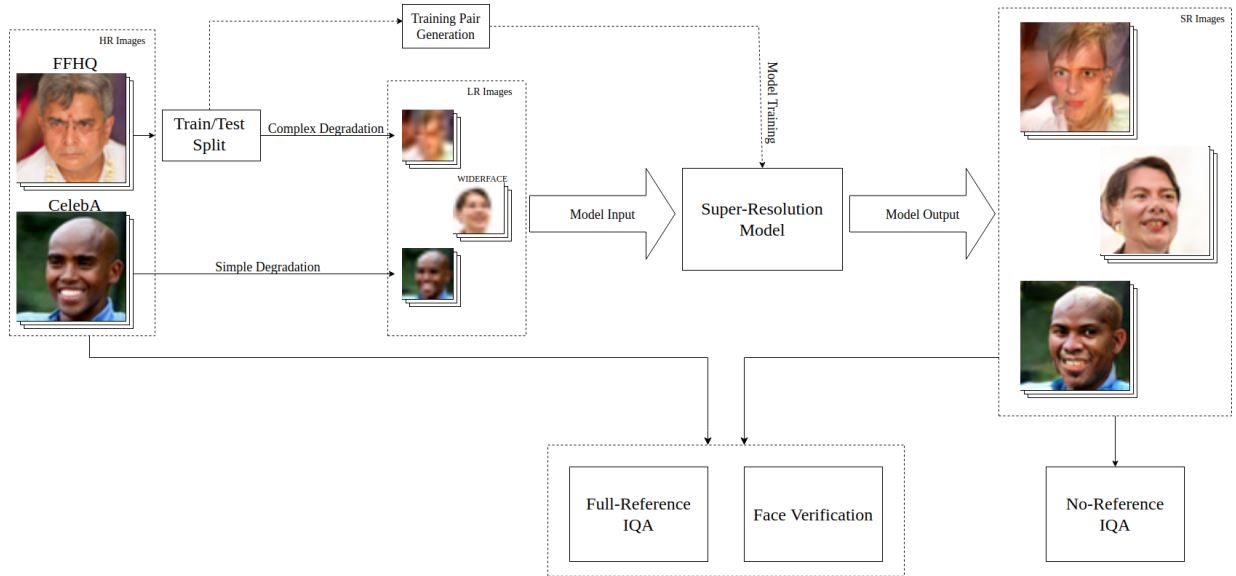 Training Pair
Generation
HR Images
SR Images
FFHQ
Model Training
LR Images
Train/Test
Split
Complex Degradation
WIDERFACE
CelebA
Model Input
Super-Resolution
Model
Model Output
Simple Degradation
Full-Reference
IQA
Face Verification
No-Reference
IQA